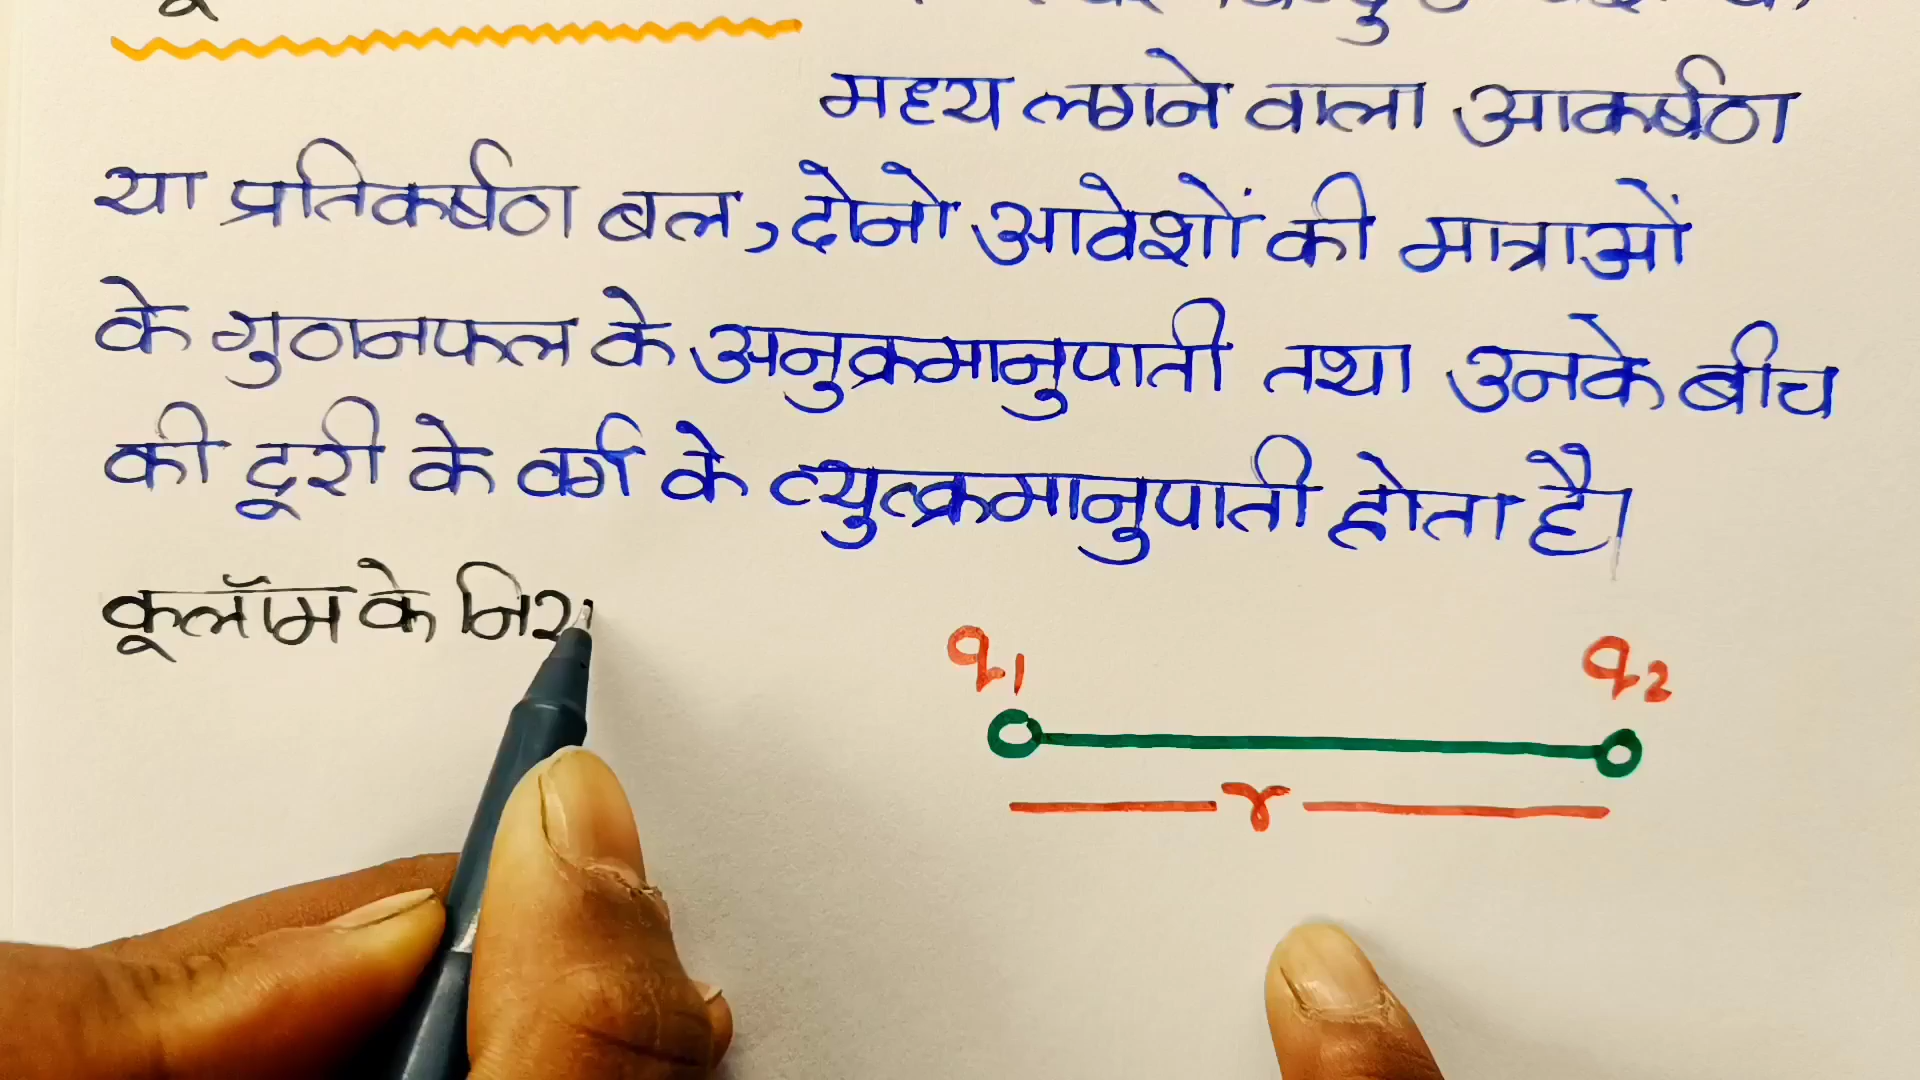 मध्य लगने वाला आकर्षण
या प्रतिकर्षण बल, दोनो आवेशों की मात्राओं
के गुणनफल के अनुक्रमानुपाती तथा उनके बीच
की दूरी के वर्ग के व्युत्क्रमानुपाती होता है।
कूलॉम के निय
q₁ q₂
r